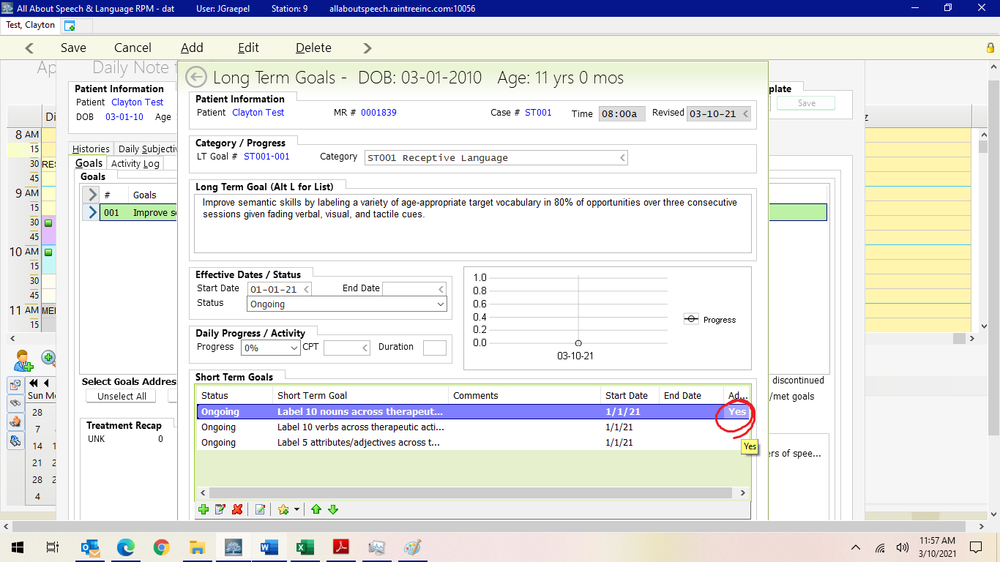 All About Speech & Language RPM - dat User: JGraepel Station: 9 allaboutspeech.raintreeinc.com:10056
Test, Clayton
Save Cancel Add Edit Delete
Ap Daily Note f
Patient Information
Patient Clayton Test
DOB 03-01-10 Age
plate
Save
Histories Daily Subjectiv
Goals Activity Log
Goals
# Goals
001 Improve se
Select Goals Addres
Unselect All
discontinued
/met goals
Treatment Recap
UNK 0
ers of spee...
Di
8 AM
15
30 RES
45
9 AM
15
30
45
10 AM
15
30
45
11 AM MEE
15
z
Sun Mo
28
7
14 1
21 2
28 2
4
Long Term Goals - DOB: 03-01-2010 Age: 11 yrs 0 mos
Patient Information
Patient Clayton Test MR # 0001839 Case # ST001 Time 08:00a Revised 03-10-21
Category / Progress
LT Goal # ST001-001 Category ST001 Receptive Language
Long Term Goal (Alt L for List)
Improve semantic skills by labeling a variety of age-appropriate target vocabulary in 80% of opportunities over three consecutive
sessions given fading verbal, visual, and tactile cues.
Effective Dates / Status
Start Date 01-01-21 End Date
Status Ongoing
Daily Progress / Activity
Progress 0% CPT Duration
1.0
0.8
0.6
0.4
0.2
0.0
03-10-21
Progress
Short Term Goals
Status Short Term Goal Comments Start Date End Date Ad...
Ongoing Label 10 nouns across therapeut... 1/1/21 Yes
Ongoing Label 10 verbs across therapeutic acti... 1/1/21
Ongoing Label 5 attributes/adjectives across t... 1/1/21
Yes
11:57 AM
3/10/2021